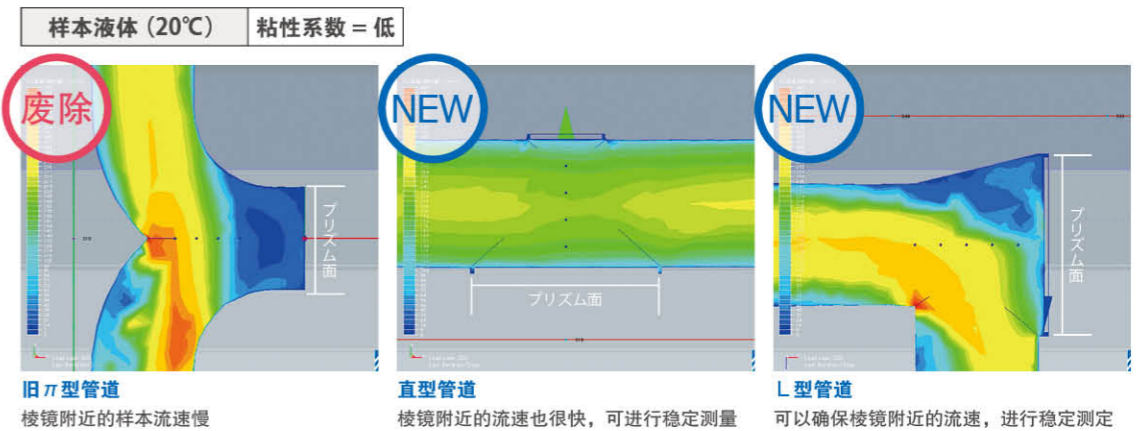 样本液体（20℃） 粘性系数 = 低
废除
NEW
NEW
プリズム面
プリズム面
プリズム面
旧π型管道
棱镜附近的样本流速慢
直型管道
棱镜附近的流速也很快，可进行稳定测量
L型管道
可以确保棱镜附近的流速，进行稳定测定